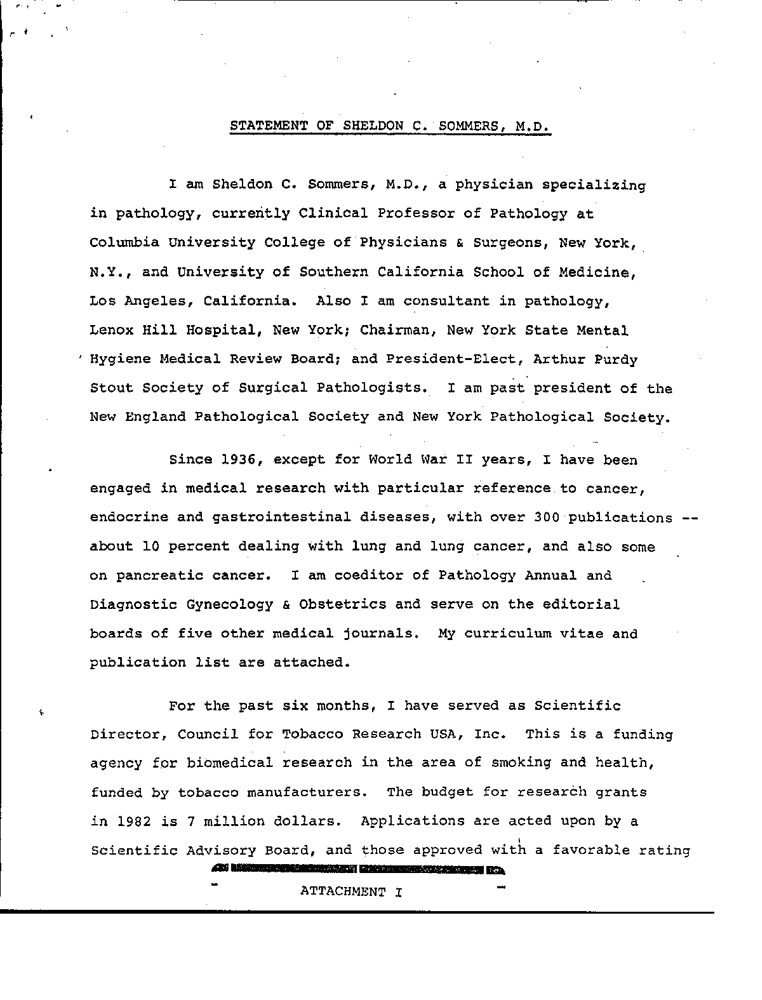 STATEMENT OF SHELDON C. SOMMERS, M.D.
I am Sheldon C. Sommers, M.D., a physician specializing
in pathology, currently Clinical Professor of Pathology at
Columbia University College of Physicians & Surgeons, New York,
N.Y., and University of Southern California School of Medicine,
Los Angeles, California. Also I am consultant in pathology,
Lenox Hill Hospital, New York; Chairman, New York State Mental
Hygiene Medical Review Board; and President-Elect, Arthur Purdy
Stout Society of Surgical Pathologists. I am past president of the
New England Pathological Society and New York Pathological Society.
Since 1936, except for World War II years, I have been
engaged in medical research with particular reference to cancer,
endocrine and gastrointestinal diseases, with over 300 publications --
about 10 percent dealing with lung and lung cancer, and also some
on pancreatic cancer. I am coeditor of Pathology Annual and
Diagnostic Gynecology & Obstetrics and serve on the editorial
boards of five other medical journals. My curriculum vitae and
publication list are attached.
For the past six months, I have served as Scientific
Director, Council for Tobacco Research USA, Inc. This is a funding
agency for biomedical research in the area of smoking and health,
funded by tobacco manufacturers. The budget for research grants
in 1982 is 7 million dollars. Applications are acted upon by a
Scientific Advisory Board, and those approved with a favorable rating
ATTACHMENT I